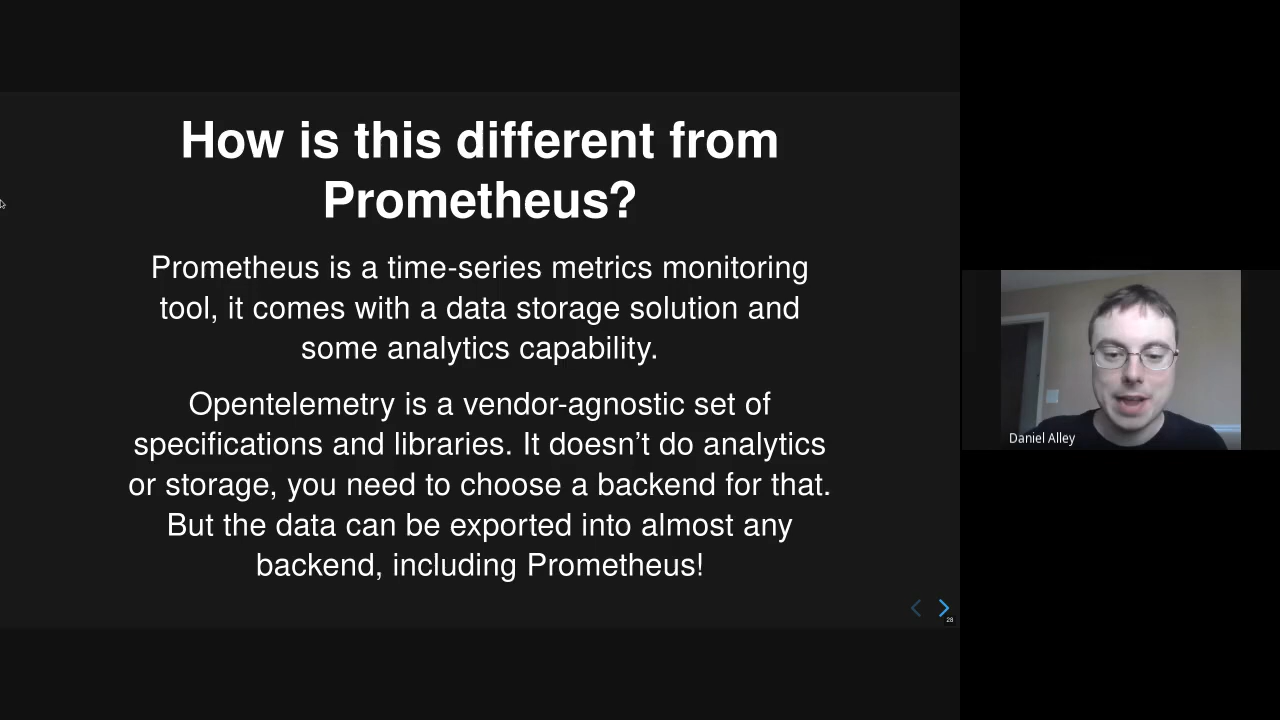 How is this different from
Prometheus?
Prometheus is a time-series metrics monitoring
tool, it comes with a data storage solution and
some analytics capability.
Opentelemetry is a vendor-agnostic set of
specifications and libraries. It doesn't do analytics
or storage, you need to choose a backend for that.
But the data can be exported into almost any
backend, including Prometheus!
28
Daniel Alley